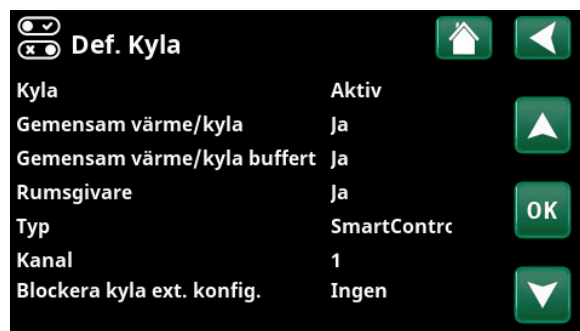 Def. Kyla
Kyla Aktiv
Gemensam värme/kyla Ja
Gemensam värme/kyla buffert Ja
Rumsgivare Ja
OK
Typ SmartContrc
Kanal 1
Blockera kyla ext. konfig. Ingen